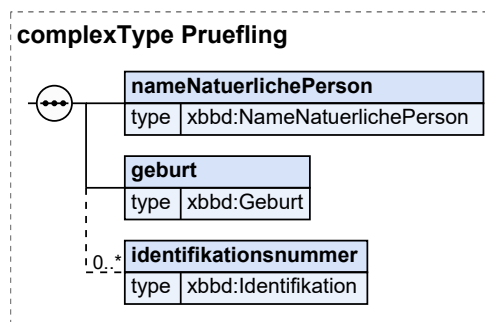 complexType Pruefling
nameNatuerlichePerson
type xbbd:NameNatuerlichePerson
geburt
type xbbd:Geburt
0..* identifikationsnummer
type xbbd:Identifikation